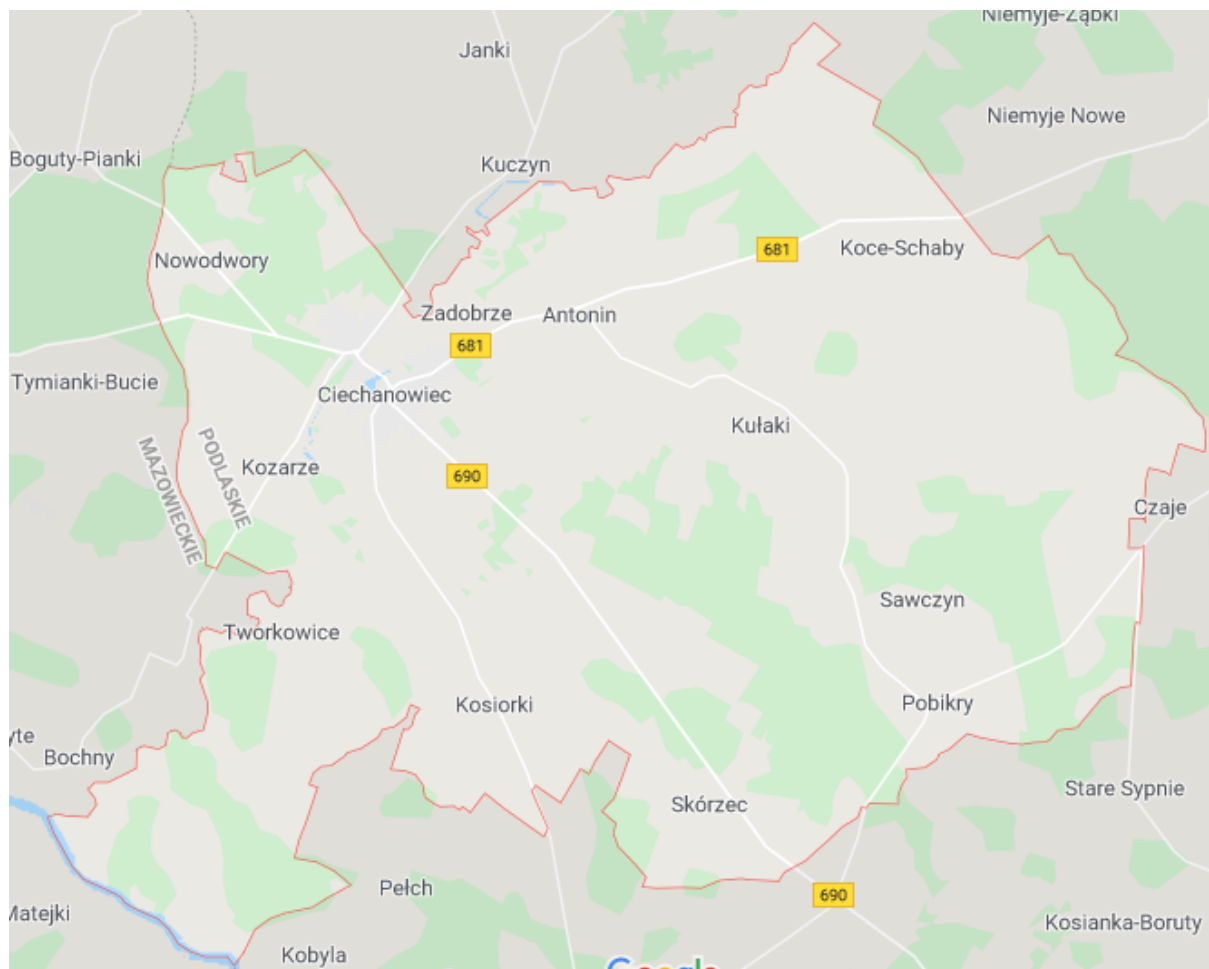 Niemyje-Ząbki
Janki
Niemyje Nowe
Boguty-Pianki
Kuczyn
Nowodwory
681
Koce-Schaby
Zadobrze
Antonin
681
Tymianki-Bucie
Ciechanowiec
Kułaki
Kozarze
690
PODLASKIE
MAZOWIECKIE
Czaje
Sawczyn
Tworkowice
Kosiorki
Pobikry
Bochny
Stare Sypnie
Skórzec
Pełch
690
Matejki
Kosianka-Boruty
Kobyla
Google